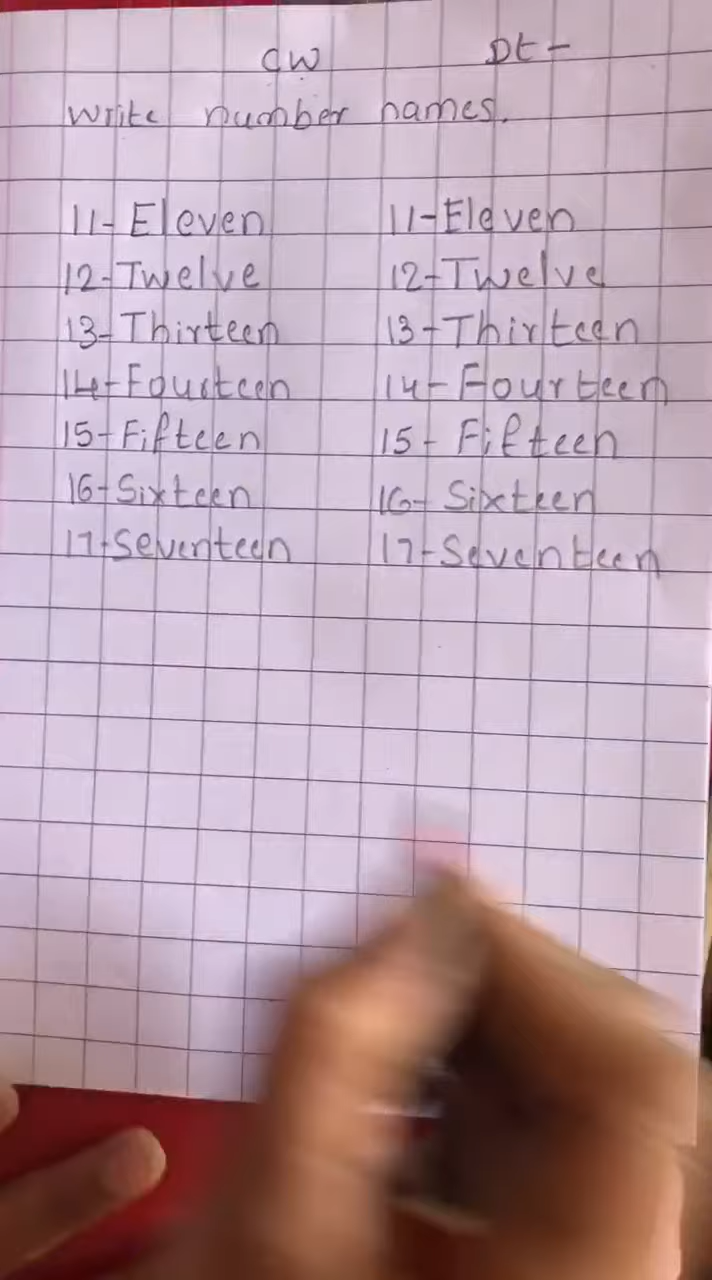 CW Dt-
Write number names.
11-Eleven 11-Eleven
12-Twelve 12-Twelve
13-Thirteen 13-Thirteen
14-Fourteen 14-Fourteen
15-Fifteen 15-Fifteen
16-Sixteen 16-Sixteen
17-Seventeen 17-Seventeen